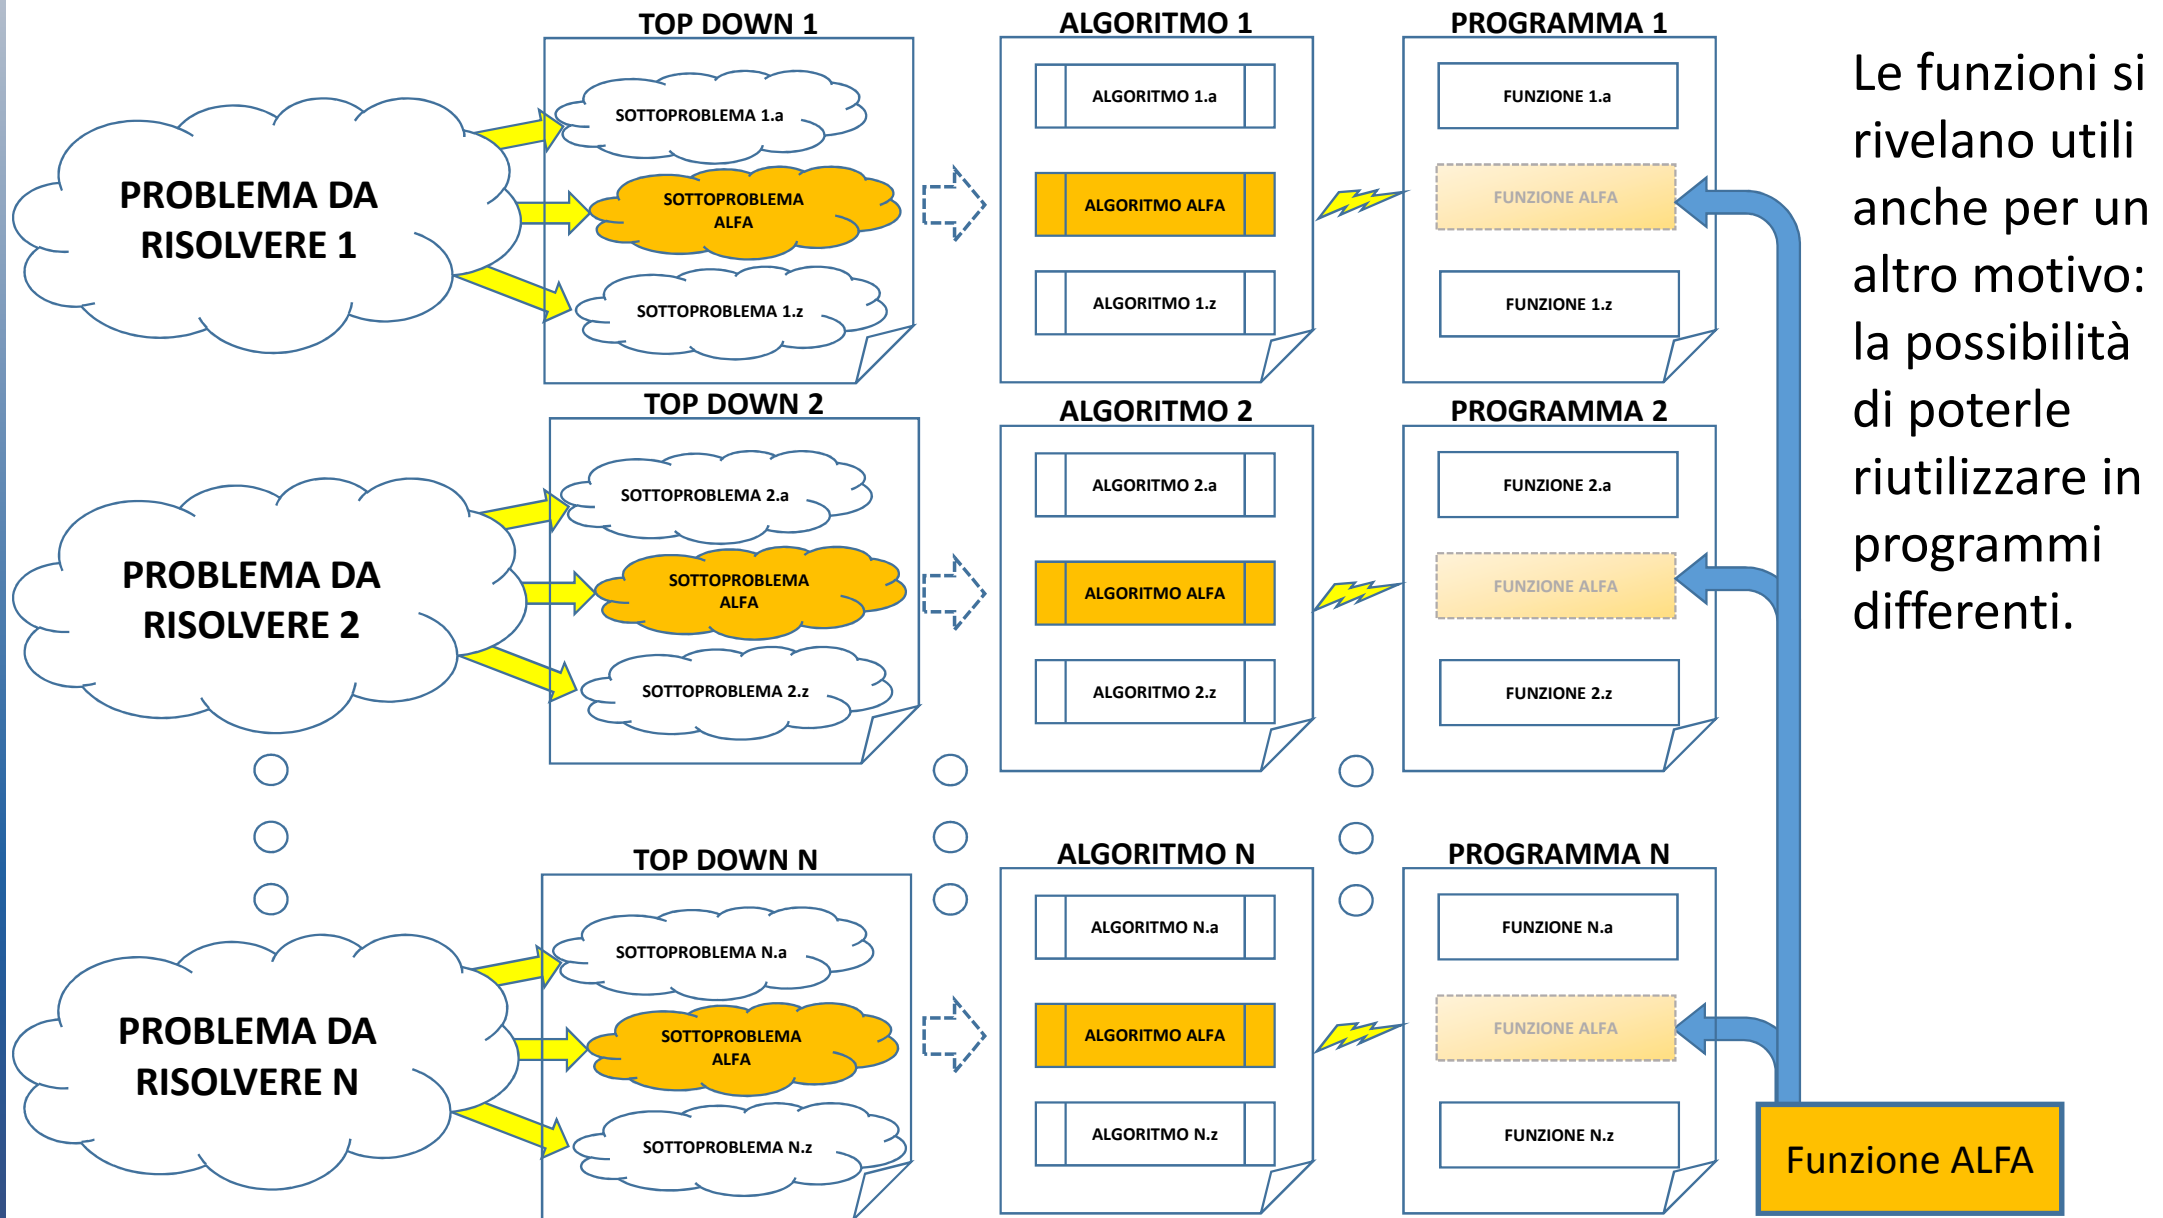 TOP DOWN 1
ALGORITMO 1
PROGRAMMA 1
PROBLEMA DA
RISOLVERE 1
SOTTOPROBLEMA 1.a
SOTTOPROBLEMA
ALFA
SOTTOPROBLEMA 1.z
ALGORITMO 1.a
ALGORITMO ALFA
ALGORITMO 1.z
FUNZIONE 1.a
FUNZIONE ALFA
FUNZIONE 1.z
Le funzioni si
rivelano utili
anche per un
altro motivo:
la possibilità
di poterle
riutilizzare in
programmi
differenti.
TOP DOWN 2
ALGORITMO 2
PROGRAMMA 2
PROBLEMA DA
RISOLVERE 2
SOTTOPROBLEMA 2.a
SOTTOPROBLEMA
ALFA
SOTTOPROBLEMA 2.z
ALGORITMO 2.a
ALGORITMO ALFA
ALGORITMO 2.z
FUNZIONE 2.a
FUNZIONE ALFA
FUNZIONE 2.z
TOP DOWN N
ALGORITMO N
PROGRAMMA N
PROBLEMA DA
RISOLVERE N
SOTTOPROBLEMA N.a
SOTTOPROBLEMA
ALFA
SOTTOPROBLEMA N.z
ALGORITMO N.a
ALGORITMO ALFA
ALGORITMO N.z
FUNZIONE N.a
FUNZIONE ALFA
FUNZIONE N.z
Funzione ALFA